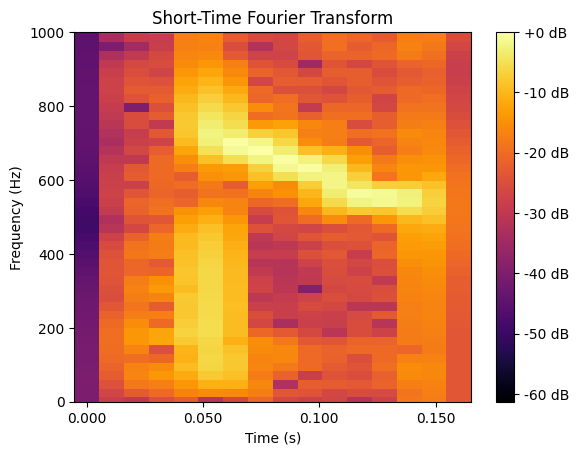 Short-Time Fourier Transform
Frequency (Hz)
1000
800
600
400
200
0
0.000
0.050
0.100
0.150
Time (s)
+0 dB
-10 dB
-20 dB
-30 dB
-40 dB
-50 dB
-60 dB